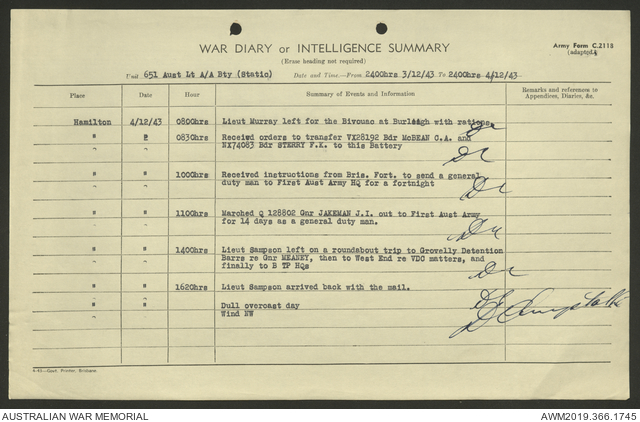 WAR DIARY or INTELLIGENCE SUMMARY
(Erase heading not required)
Army Form C.2118
(adapted)
Unit 651 Aust Lt A/A Bty (Static) Date and Time—From 2400Hrs 3/12/43 To 2400Hrs 4/12/43
Place Date Hour Summary of Events and Information Remarks and references to
Appendices, Diaries, &c.
Hamilton 4/12/43 0800hrs Lieut Murray left for the Bivouac at Burleigh with rations.
" " 0830hrs Received orders to transfer VX28192 Bdr McBEAN C.A. and
" " NX74083 Bdr STERRY F.K. to this Battery
" " 1000hrs Received instructions from Bris. Fort. to send a general
" duty man to First Aust Army HQ for a fortnight
" " 1100hrs Marched Q 128802 Gnr JAKEMAN J.I. out to First Aust Army
" " for 14 days as a general duty man.
" " 1400hrs Lieut Sampson left on a roundabout trip to Grovelly Detention
" " Barrs re Gnr MEANEY, then to West End re VDC matters, and
" " finally to B TP HQs
" " 1620hrs Lieut Sampson arrived back with the mail.
" " Dull overcast day
" Wind NW
4-43—Govt. Printer, Brisbane.
AUSTRALIAN WAR MEMORIAL AWM2019.366.1745